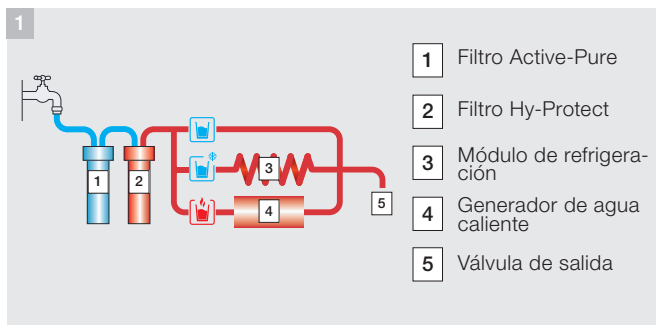 1
1 Filtro Active-Pure
2 Filtro Hy-Protect
3 Módulo de refrigera-
ción
4 Generador de agua
caliente
5 Válvula de salida
1
2
3
4
5